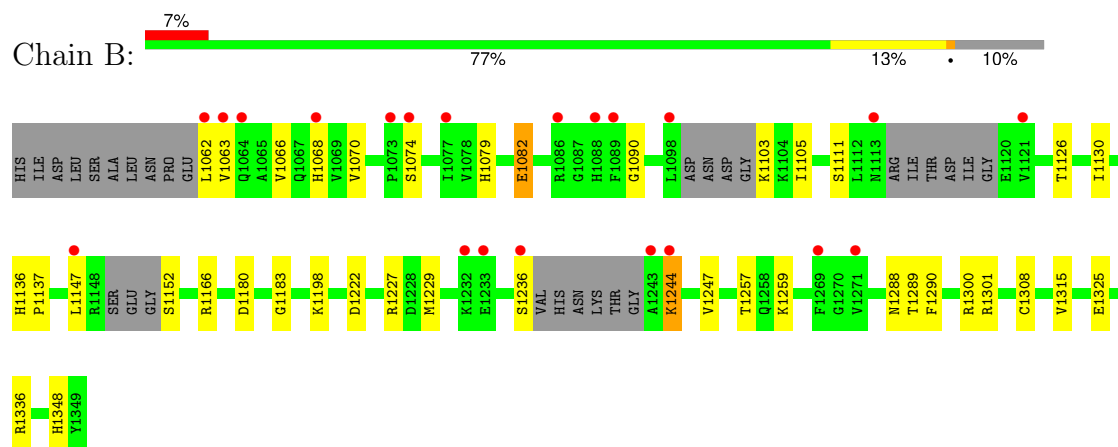 7%
Chain B:
77% 13% • 10%
HIS ILE ASP LEU SER ALA LEU ASN PRO GLU L1062 V1063 Q1064 A1065 V1066 Q1067 H1068 V1069 V1070 P1073 S1074 I1077 V1078 H1079 E1082 R1086 G1087 H1088 F1089 G1090 L1098 ASP ASN ASP GLY K1103 K1104 I1105 S1111 L1112 N1113 ARG ILE THR ASP ILE GLY E1120 V1121 T1126 I1130
H1136 P1137 L1147 R1148 SER GLU GLY S1152 R1166 D1180 G1183 K1198 D1222 R1227 D1228 M1229 K1232 E1233 S1236 VAL HIS ASN LYS THR GLY A1243 K1244 V1247 T1257 Q1258 K1259 F1269 G1270 V1271 N1288 T1289 F1290 R1300 R1301 C1308 V1315 E1325
R1336 H1348 Y1349